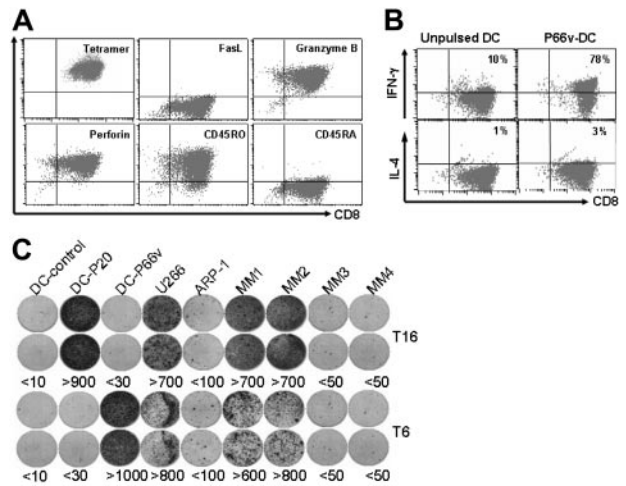 A
Tetramer FasL Granzyme B
Perforin CD45RO CD45RA
CD8
B
Unpulsed DC P66v-DC
IFN-γ
10% 78%
IL-4
1% 3%
CD8
C
DC-control DC-P20 DC-P66v U266 ARP-1 MM1 MM2 MM3 MM4
T16
<10 >900 <30 >700 <100 >700 >700 <50 <50
T6
<10 <30 >1000 >800 <100 >600 >800 <50 <50